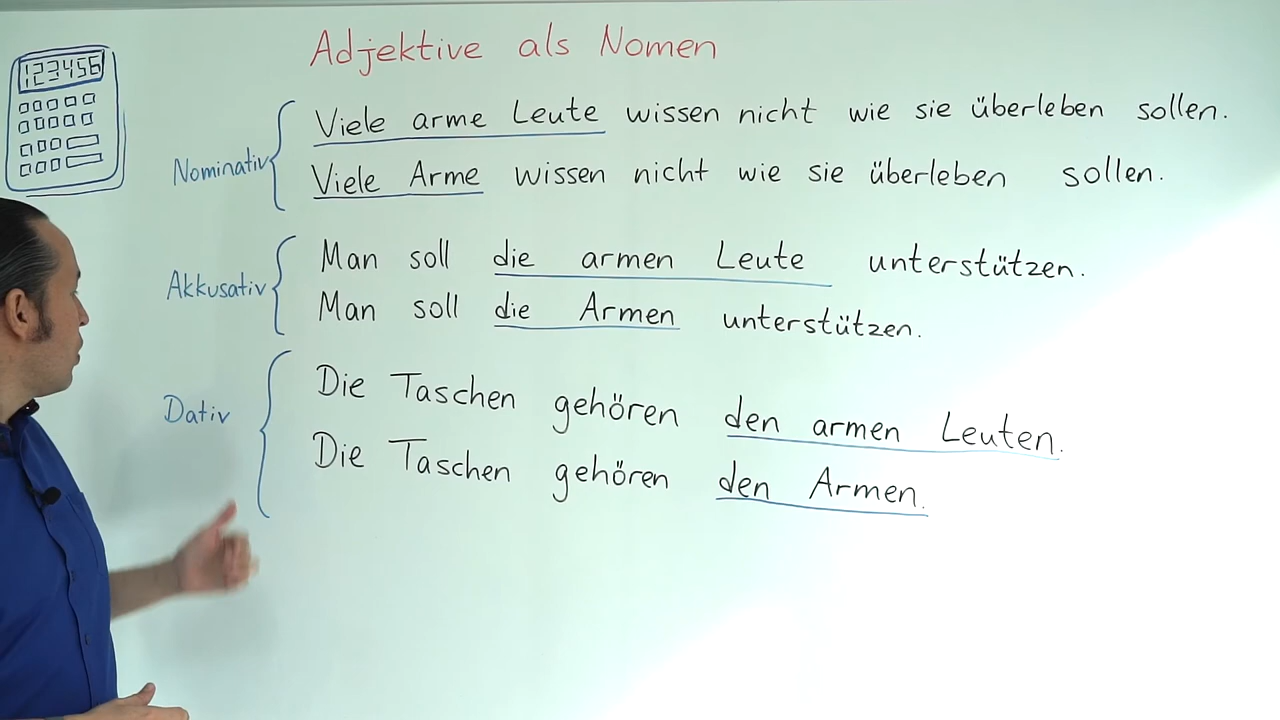 123456
Adjektive als Nomen
Nominativ
Viele arme Leute wissen nicht wie sie überleben sollen.
Viele Arme wissen nicht wie sie überleben sollen.
Akkusativ
Man soll die armen Leute unterstützen.
Man soll die Armen unterstützen.
Dativ
Die Taschen gehören den armen Leuten.
Die Taschen gehören den Armen.